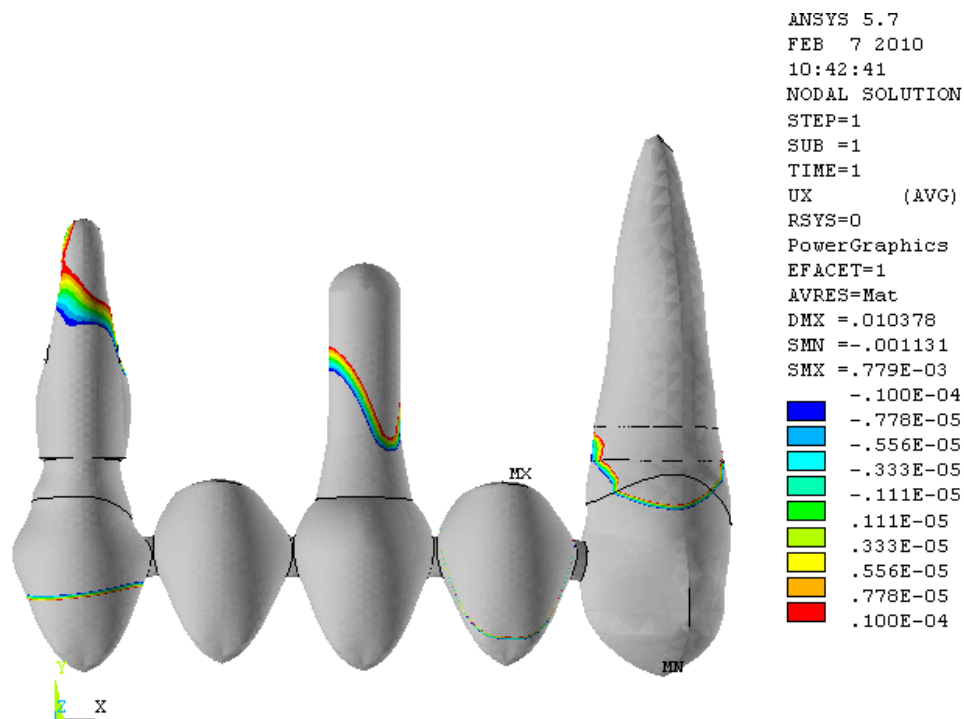 ANSYS 5.7
FEB 7 2010
10:42:41
NODAL SOLUTION
STEP=1
SUB =1
TIME=1
UX (AVG)
RSYS=0
PowerGraphics
EFACET=1
AVRES=Mat
DMX =.010378
SMN =-.001131
SMX =.779E-03
-.100E-04
-.778E-05
-.556E-05
-.333E-05
-.111E-05
.111E-05
.333E-05
.556E-05
.778E-05
.100E-04
MX
MN
Y
Z X